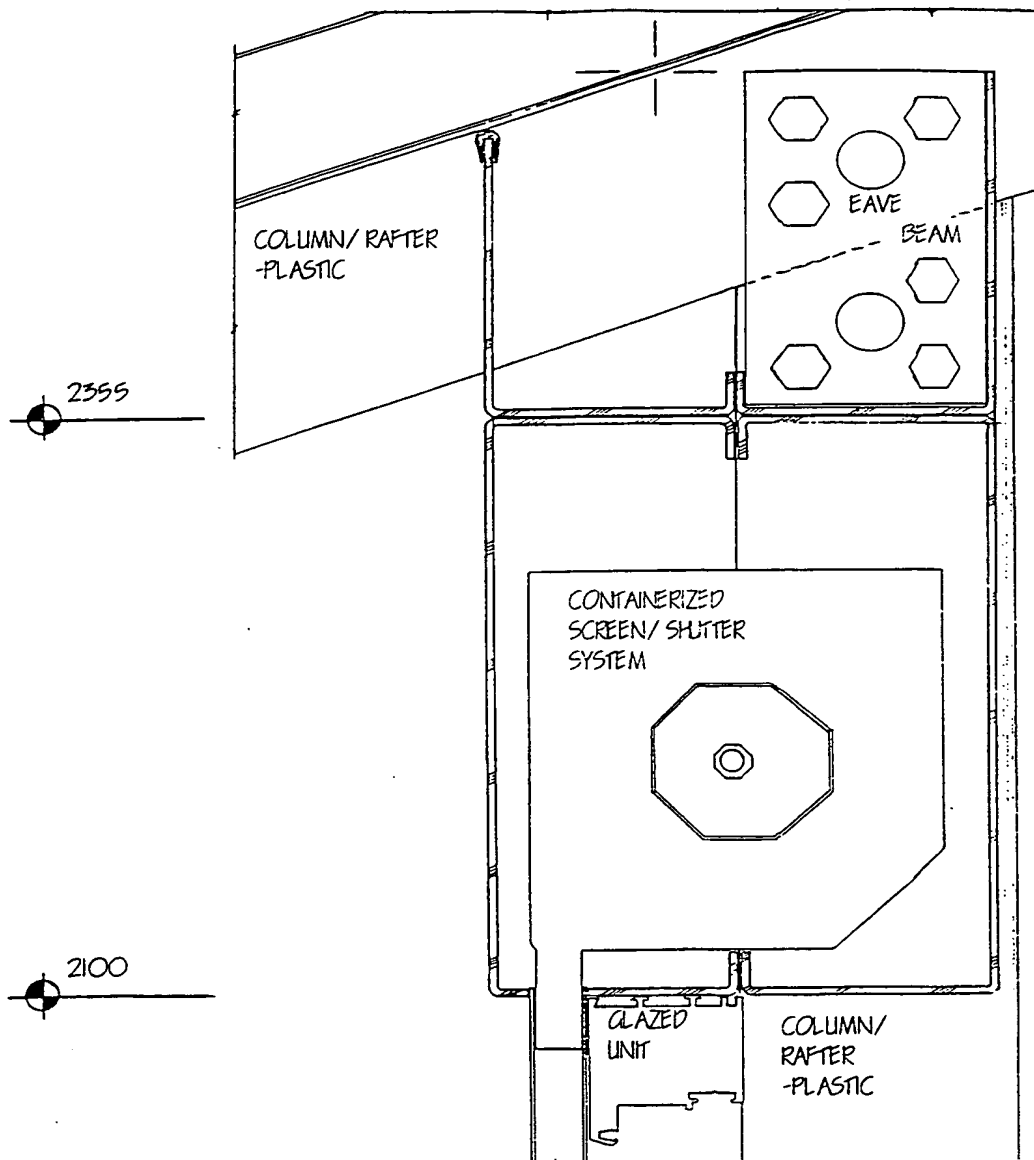 EAVE
BEAM
COLUMN/ RAFTER
-PLASTIC
2355
CONTAINERIZED
SCREEN/ SHUTTER
SYSTEM
2100
GLAZED
UNIT
COLUMN/
RAFTER
-PLASTIC